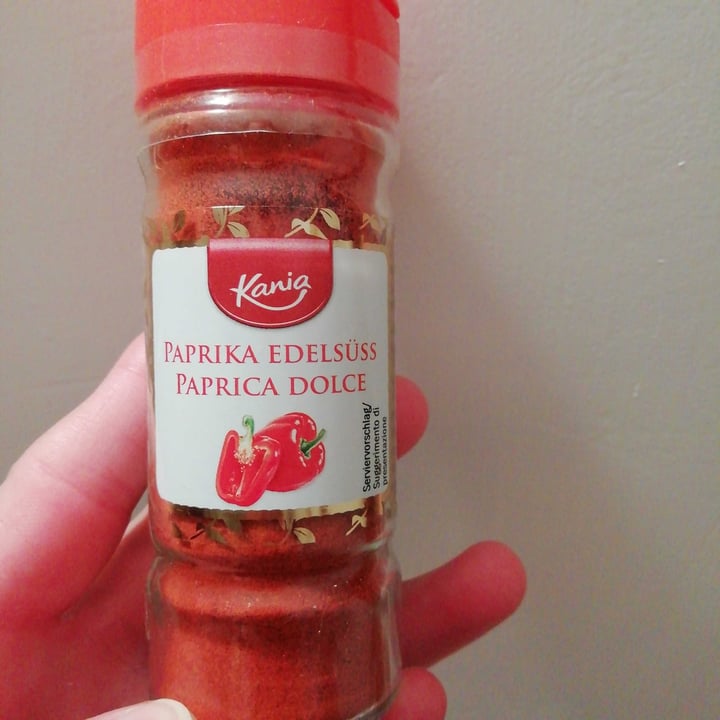 Kania
PAPRIKA EDELSÜSS
PAPRICA DOLCE
Serviervorschlag/
Suggerimento di
presentazione